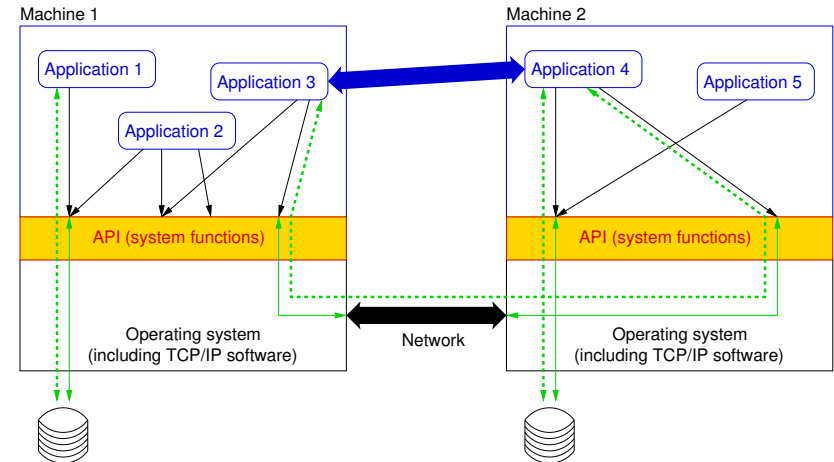 Machine 1
Machine 2
Application 1
Application 3
Application 4
Application 5
Application 2
API (system functions)
API (system functions)
Operating system
(including TCP/IP software)
Network
Operating system
(including TCP/IP software)